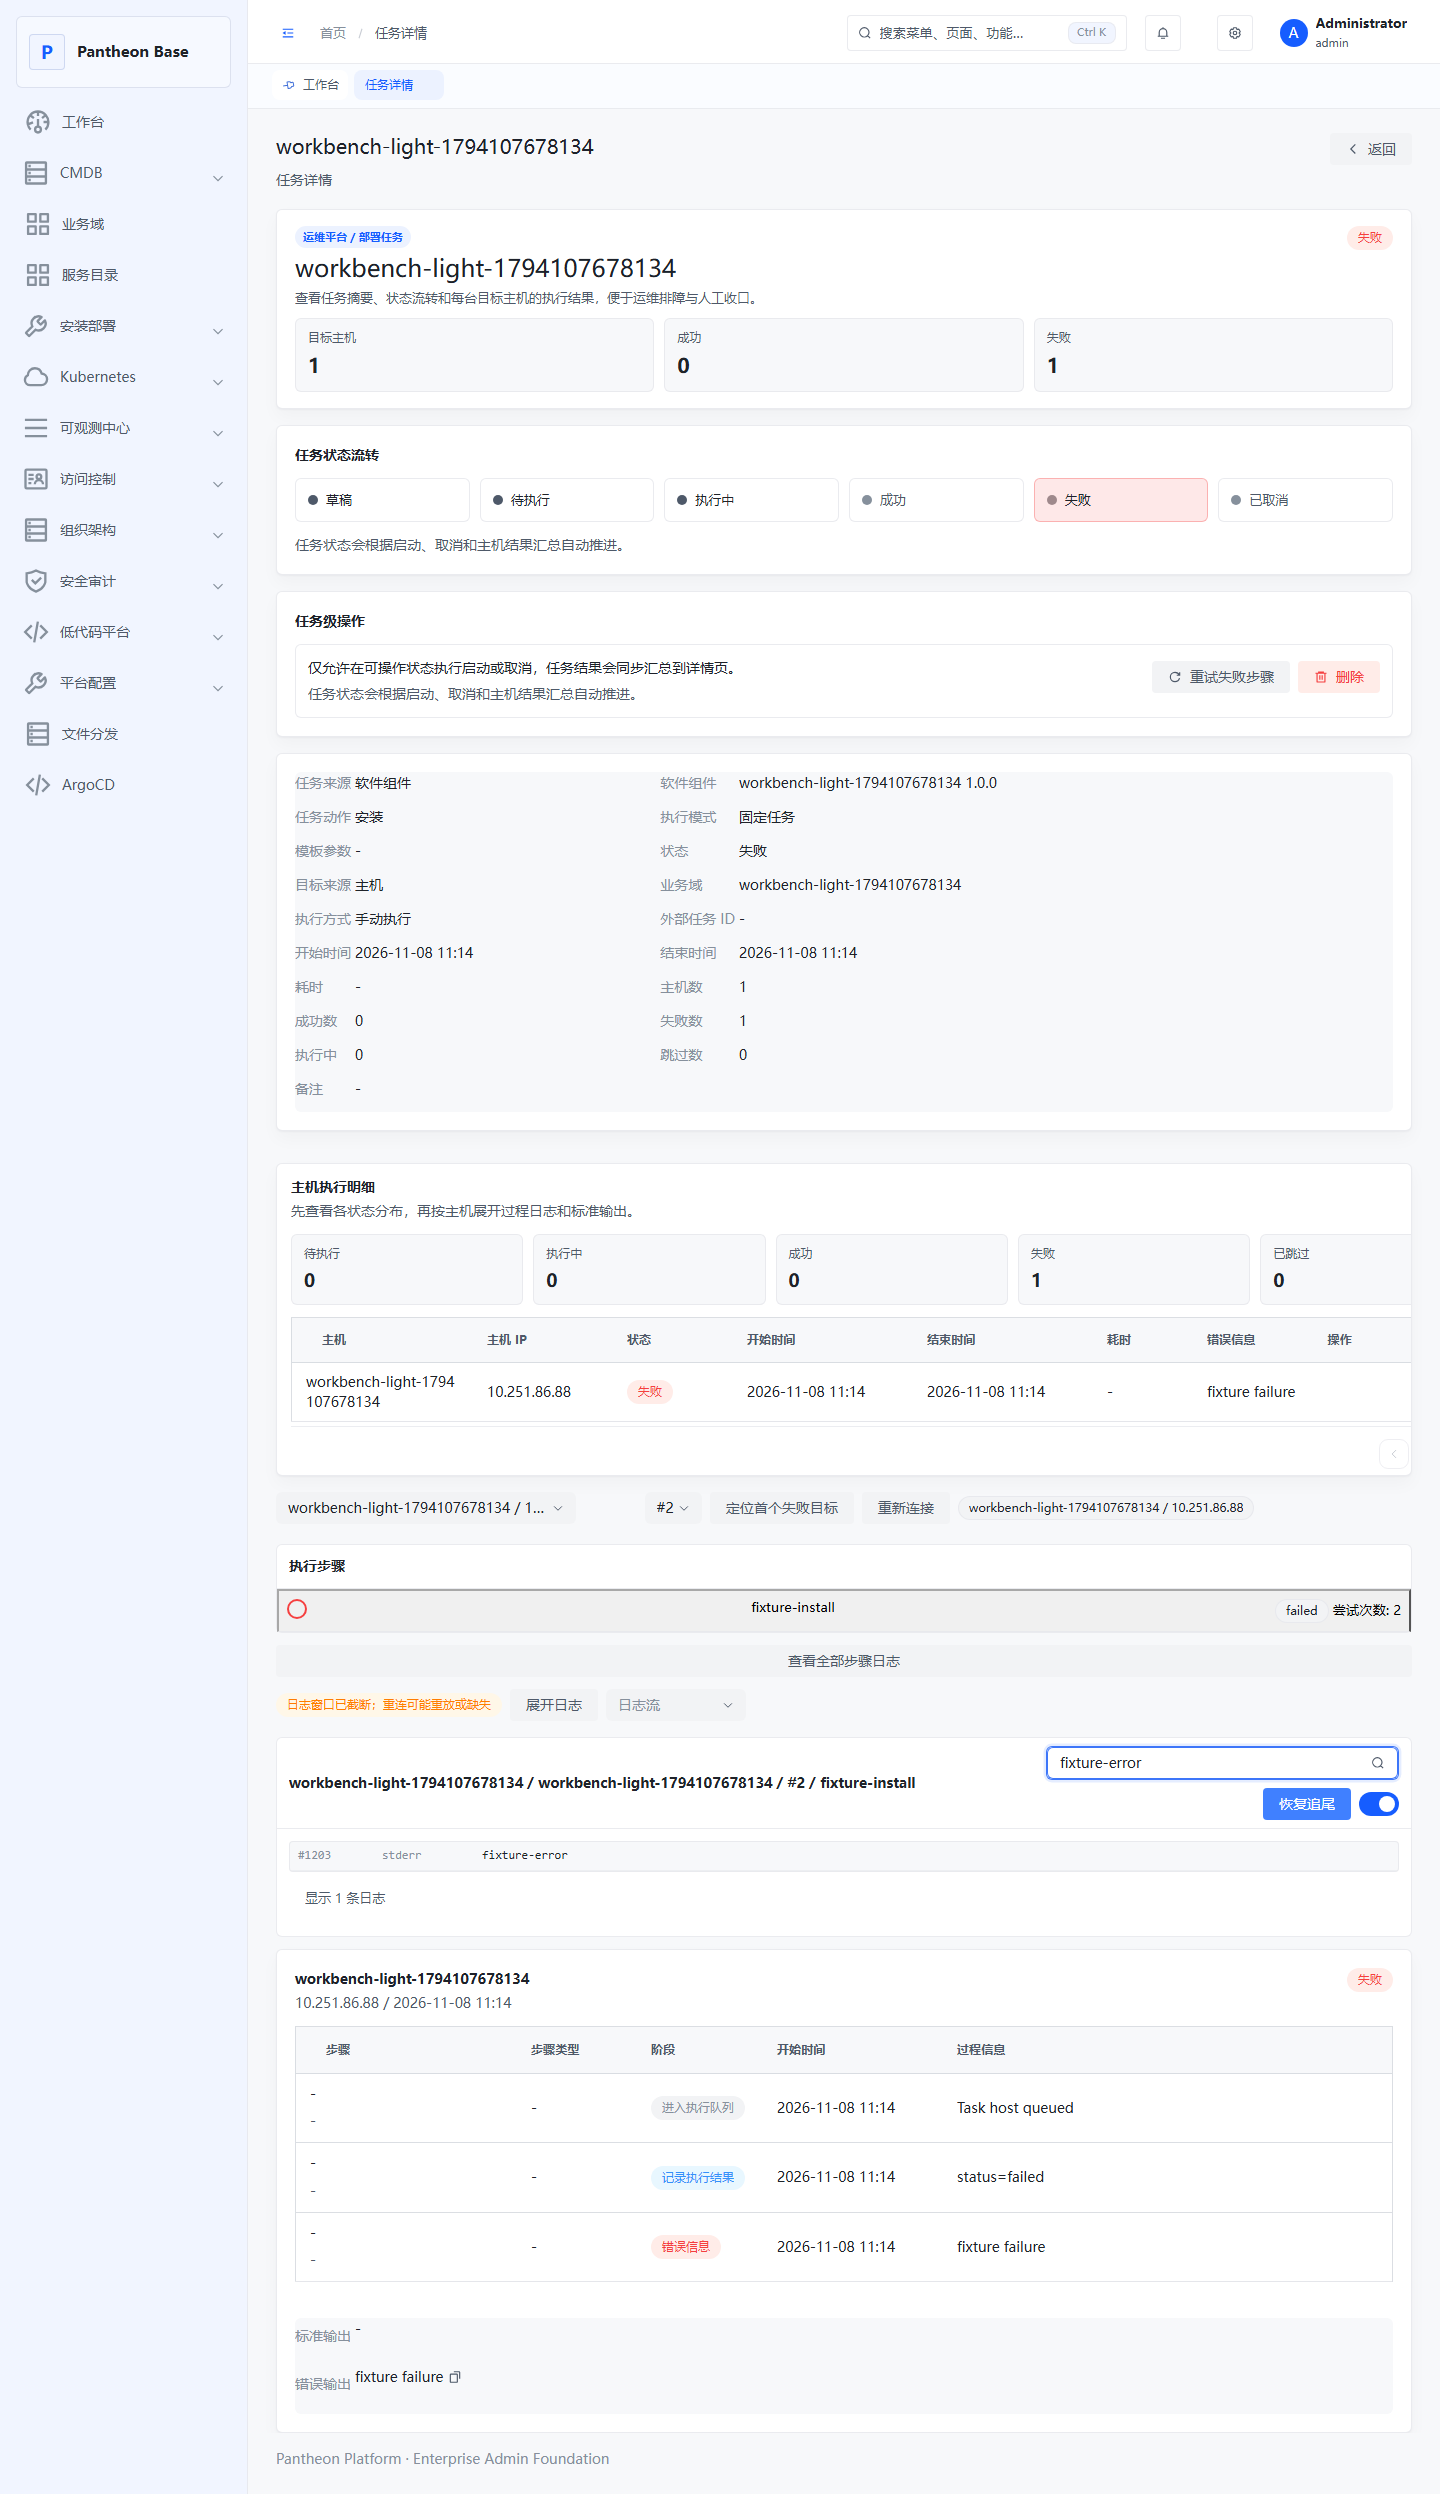 P Pantheon Base
首页 / 任务详情
搜索菜单、页面、功能... Ctrl K
A Administrator
admin
工作台
任务详情
工作台
CMDB
业务域
服务目录
安装部署
Kubernetes
可观测中心
访问控制
组织架构
安全审计
低代码平台
平台配置
文件分发
ArgoCD
workbench-light-1794107678134
返回
任务详情
运维平台 / 部署任务
失败
workbench-light-1794107678134
查看任务摘要、状态流转和每台目标主机的执行结果，便于运维排障与人工收口。
目标主机 成功 失败
1 0 1
任务状态流转
草稿 待执行 执行中 成功 失败 已取消
任务状态会根据启动、取消和主机结果汇总自动推进。
任务级操作
仅允许在可操作状态执行启动或取消，任务结果会同步汇总到详情页。
任务状态会根据启动、取消和主机结果汇总自动推进。
重试失败步骤 删除
任务来源 软件组件 软件组件 workbench-light-1794107678134 1.0.0
任务动作 安装 执行模式 固定任务
模板参数 - 状态 失败
目标来源 主机 业务域 workbench-light-1794107678134
执行方式 手动执行 外部任务 ID -
开始时间 2026-11-08 11:14 结束时间 2026-11-08 11:14
耗时 - 主机数 1
成功数 0 失败数 1
执行中 0 跳过数 0
备注 -
主机执行明细
先查看各状态分布，再按主机展开过程日志和标准输出。
待执行 执行中 成功 失败 已跳过
0 0 0 1 0
主机 主机 IP 状态 开始时间 结束时间 耗时 错误信息 操作
workbench-light-1794
107678134 10.251.86.88 失败 2026-11-08 11:14 2026-11-08 11:14 - fixture failure
workbench-light-1794107678134 / 1... #2 定位首个失败目标 重新连接 workbench-light-1794107678134 / 10.251.86.88
执行步骤
fixture-install failed 尝试次数: 2
查看全部步骤日志
日志窗口已截断；重连可能重放或缺失 展开日志 日志流
fixture-error
workbench-light-1794107678134 / workbench-light-1794107678134 / #2 / fixture-install
恢复追尾
#1203 stderr fixture-error
显示 1 条日志
workbench-light-1794107678134
失败
10.251.86.88 / 2026-11-08 11:14
步骤 步骤类型 阶段 开始时间 过程信息
-
- - 进入执行队列 2026-11-08 11:14 Task host queued
-
- - 记录执行结果 2026-11-08 11:14 status=failed
-
- - 错误信息 2026-11-08 11:14 fixture failure
标准输出 -
错误输出 fixture failure
Pantheon Platform · Enterprise Admin Foundation